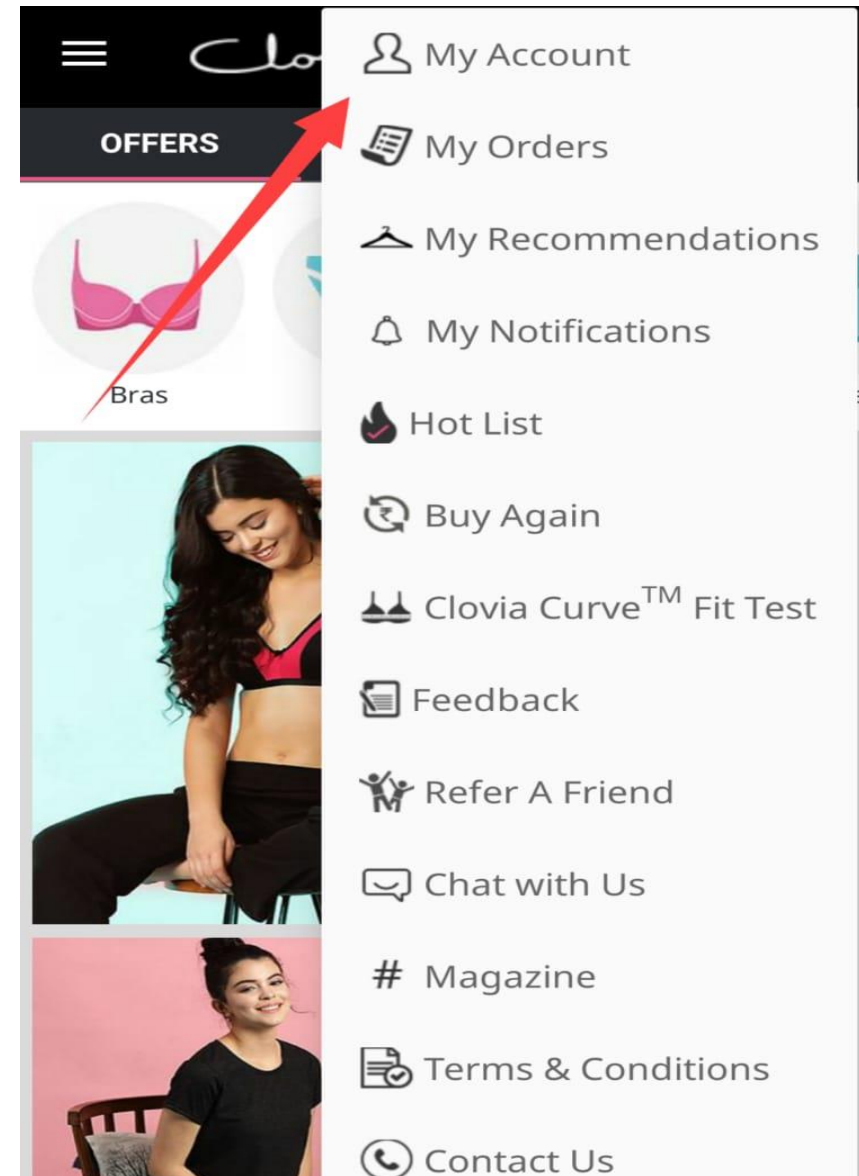 Clo
My Account
OFFERS
My Orders
My Recommendations
My Notifications
Bras
Hot List
Buy Again
Clovia Curve™ Fit Test
Feedback
Refer A Friend
Chat with Us
# Magazine
Terms & Conditions
Contact Us